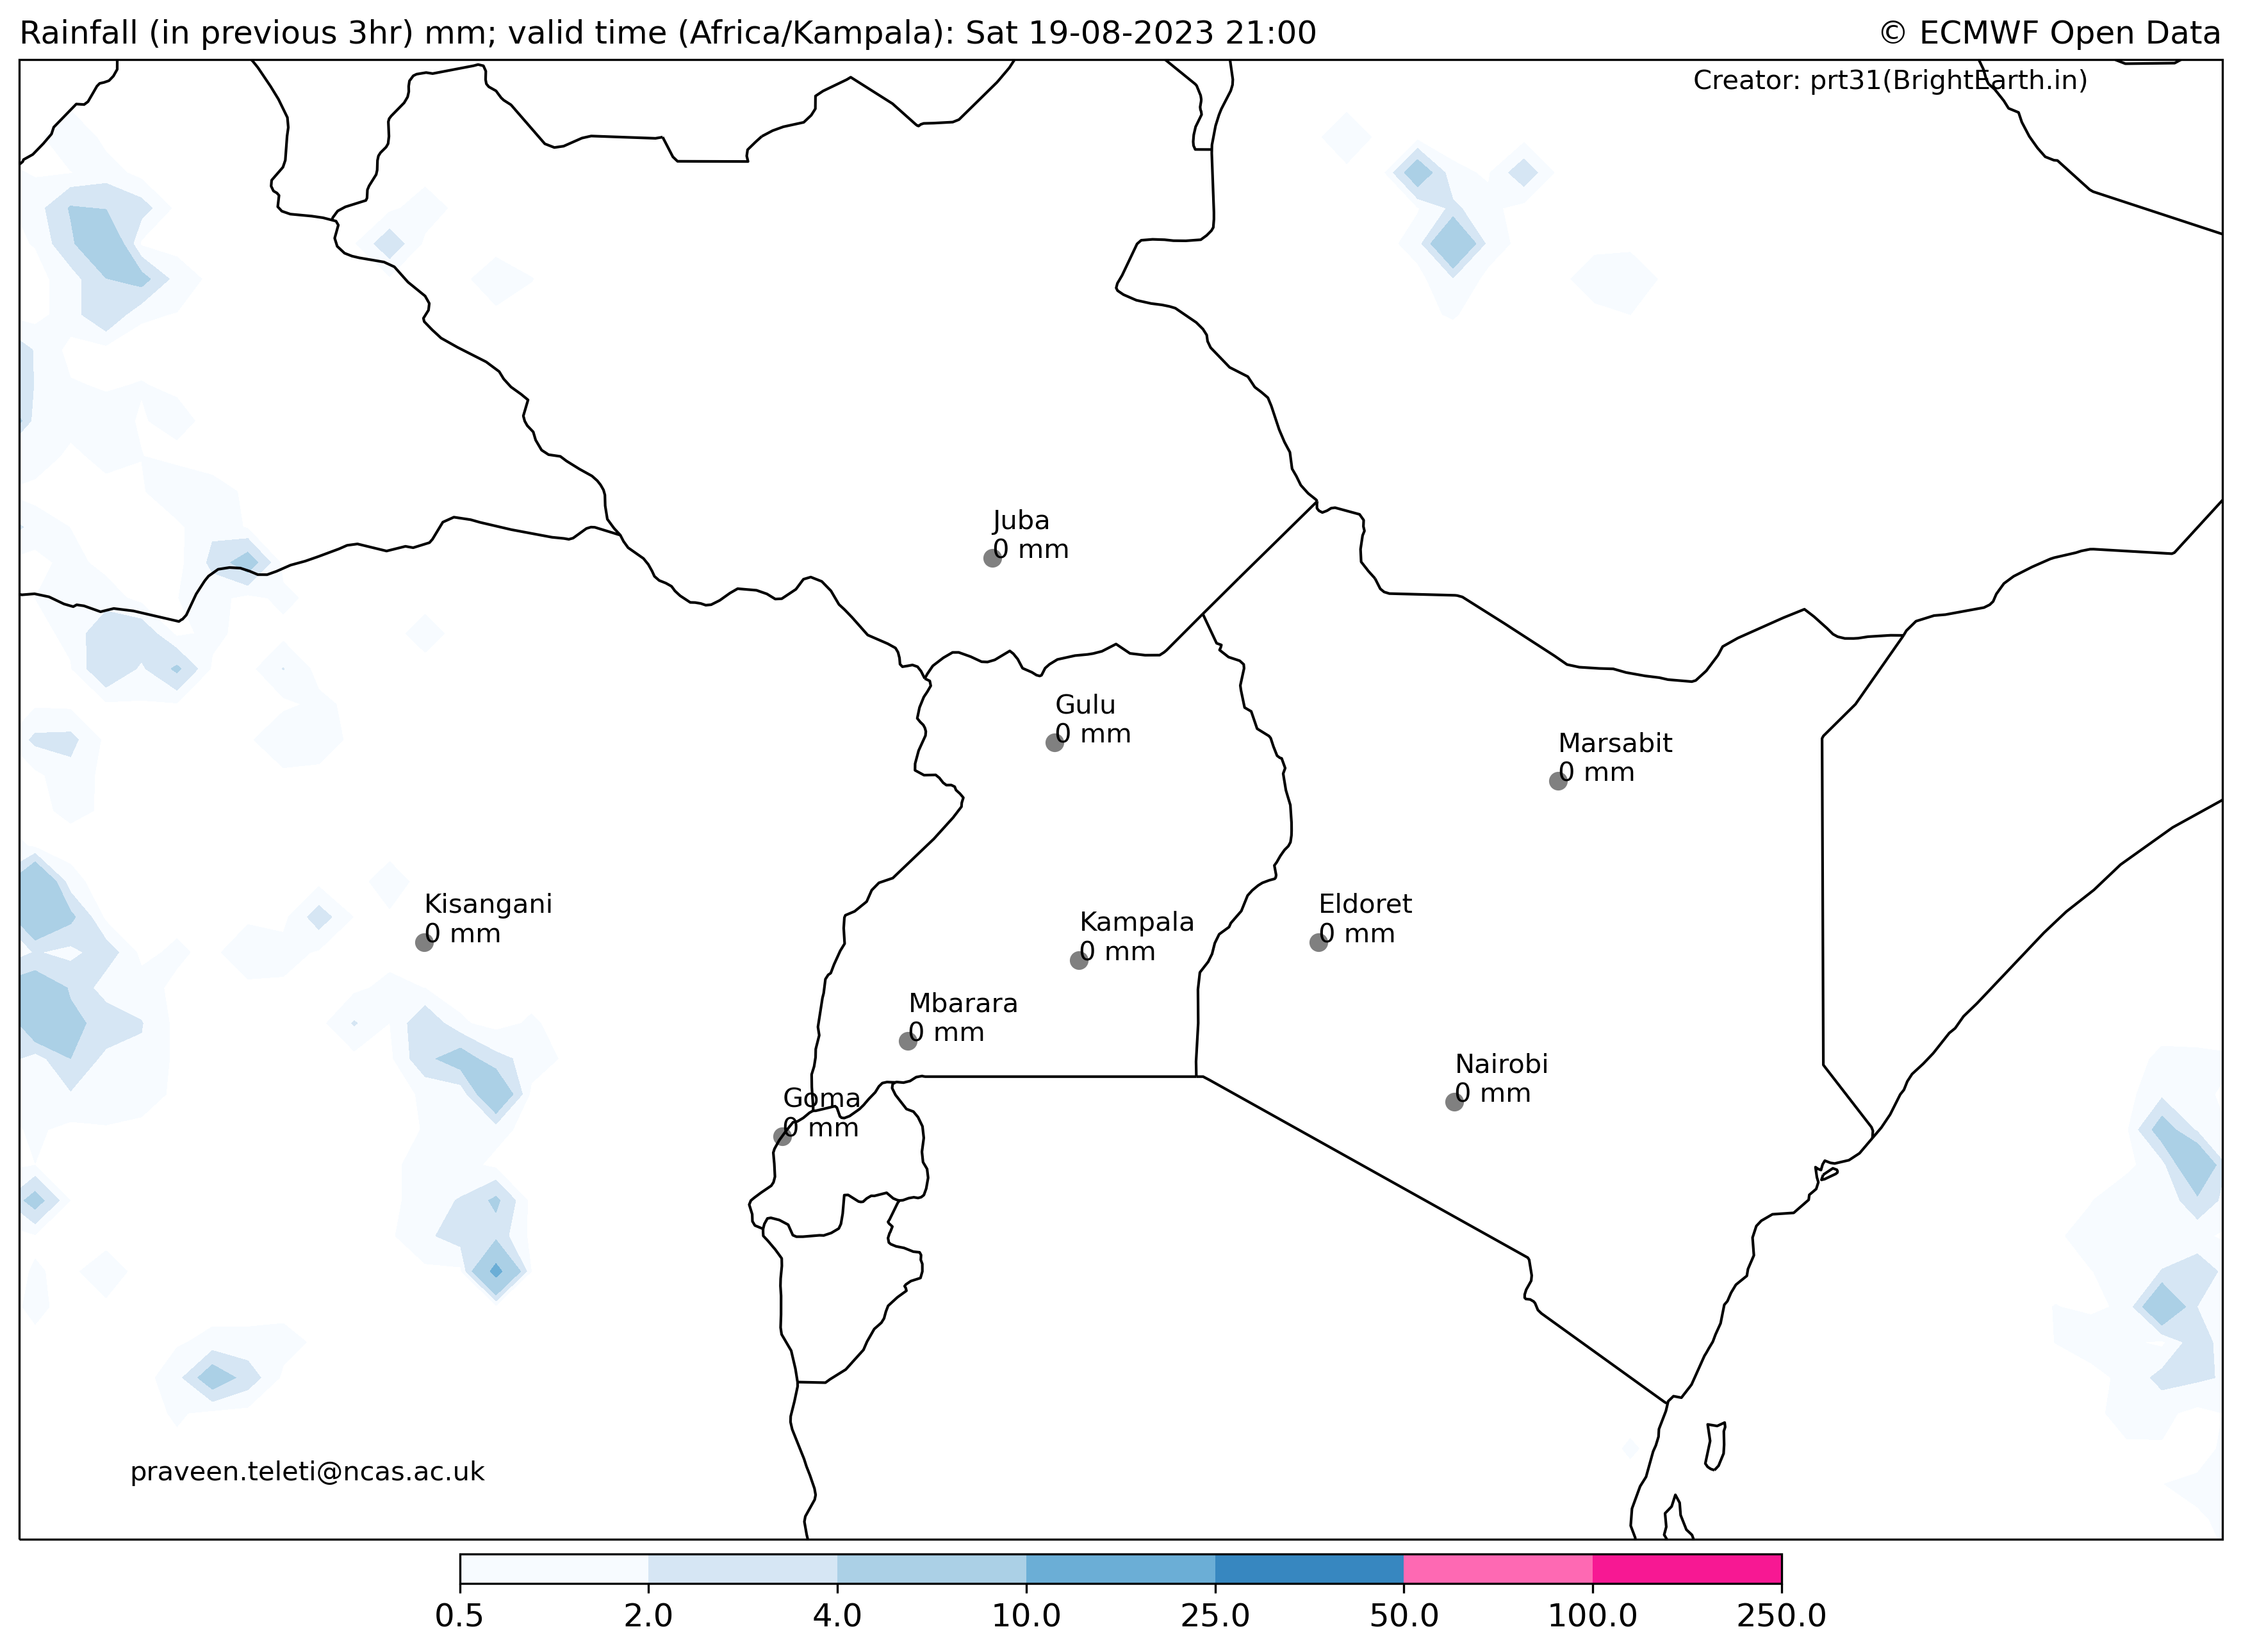 Rainfall (in previous 3hr) mm; valid time (Africa/Kampala): Sat 19-08-2023 21:00
© ECMWF Open Data
Creator: prt31(BrightEarth.in)
Juba
0 mm
Gulu
0 mm
Marsabit
0 mm
Kisangani
0 mm
Kampala
0 mm
Eldoret
0 mm
Mbarara
0 mm
Nairobi
0 mm
Goma
0 mm
praveen.teleti@ncas.ac.uk
0.5 2.0 4.0 10.0 25.0 50.0 100.0 250.0